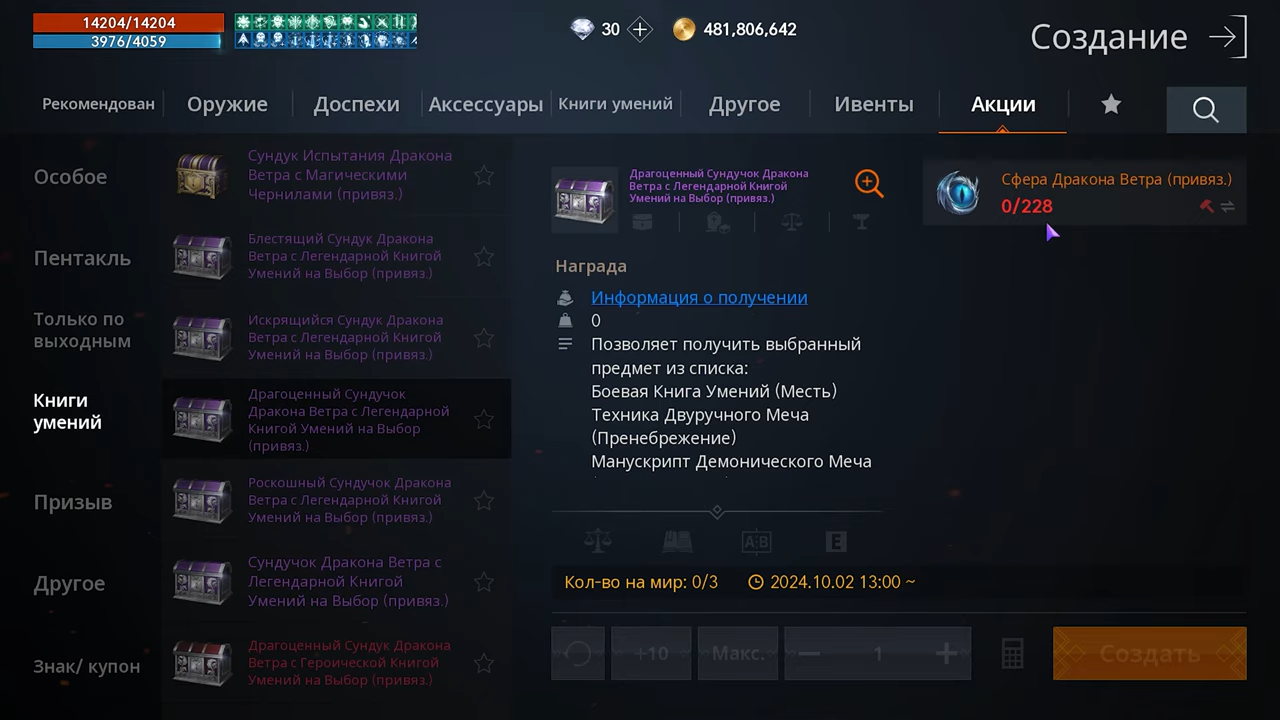 14204/14204
3976/4059
30
481,806,642
Создание
Рекомендован
Оружие
Доспехи
Аксессуары
Книги умений
Другое
Ивенты
Акции
Особое
Пентакль
Только по
выходным
Книги
умений
Призыв
Другое
Знак/ купон
Сундук Испытания Дракона
Ветра с Магическими
Чернилами (привяз.)
Блестящий Сундук Дракона
Ветра с Легендарной Книгой
Умений на Выбор (привяз.)
Искрящийся Сундук Дракона
Ветра с Легендарной Книгой
Умений на Выбор (привяз.)
Драгоценный Сундучок
Дракона Ветра с Легендарной
Книгой Умений на Выбор
(привяз.)
Роскошный Сундучок Дракона
Ветра с Легендарной Книгой
Умений на Выбор (привяз.)
Сундучок Дракона Ветра с
Легендарной Книгой
Умений на Выбор (привяз.)
Драгоценный Сундук Дракона
Ветра с Героической Книгой
Умений на Выбор (привяз.)
Драгоценный Сундучок Дракона
Ветра с Легендарной Книгой
Умений на Выбор (привяз.)
Награда
Информация о получении
0
Позволяет получить выбранный
предмет из списка:
Боевая Книга Умений (Месть)
Техника Двуручного Меча
(Пренебрежение)
Манускрипт Демонического Меча
A B
E
Кол-во на мир: 0/3
2024.10.02 13:00 ~
+10
Макс.
1
Создать
Сфера Дракона Ветра (привяз.)
0/228